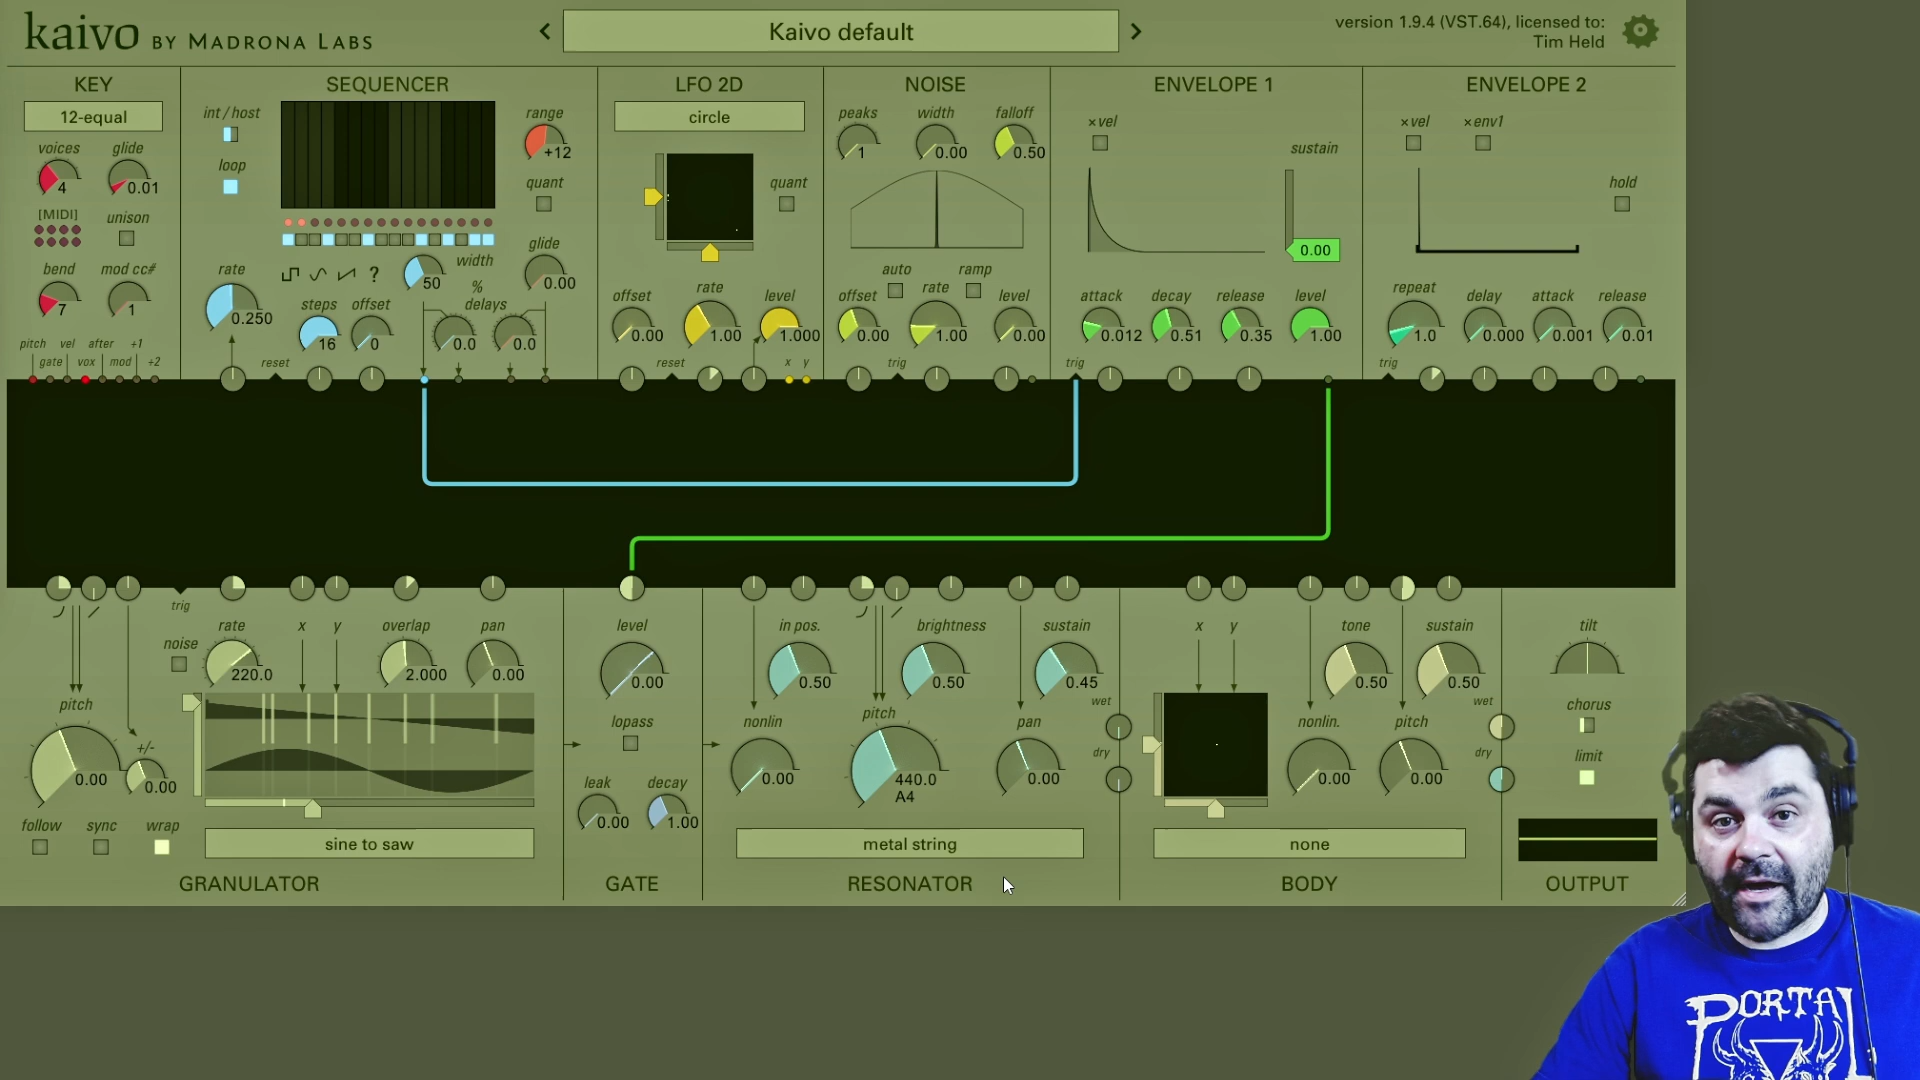 kaivo BY MADRONA LABS
Kaivo default
version 1.9.4 (VST.64), licensed to:
Tim Held
KEY
12-equal
voices
4
glide
0.01
[MIDI]
unison
bend
7
mod cc#
1
pitch vel after +1
gate vox mod +2
SEQUENCER
int / host
loop
range
+12
quant
glide
0.00
rate
0.250
?
width
50
%
steps
16
offset
0
delays
0.0
0.0
reset
LFO 2D
circle
quant
offset
0.00
rate
1.00
level
1.000
reset
x y
NOISE
peaks
1
width
0.00
falloff
0.50
auto
ramp
offset
0.00
rate
1.00
level
0.00
trig
ENVELOPE 1
×vel
sustain
0.00
attack
0.012
decay
0.51
release
0.35
level
1.00
trig
ENVELOPE 2
×vel
×env1
hold
repeat
1.0
delay
0.000
attack
0.001
release
0.01
trig
trig
noise
rate
220.0
x
y
overlap
2.000
pan
0.00
pitch
0.00
+/-
0.00
follow
sync
wrap
sine to saw
GRANULATOR
level
0.00
lopass
leak
0.00
decay
1.00
GATE
in pos.
0.50
brightness
0.50
sustain
0.45
nonlin
0.00
pitch
440.0
A4
pan
0.00
wet
dry
metal string
RESONATOR
x
y
tone
0.50
sustain
0.50
nonlin.
0.00
pitch
0.00
wet
dry
none
BODY
tilt
chorus
limit
OUTPUT
PORTAL